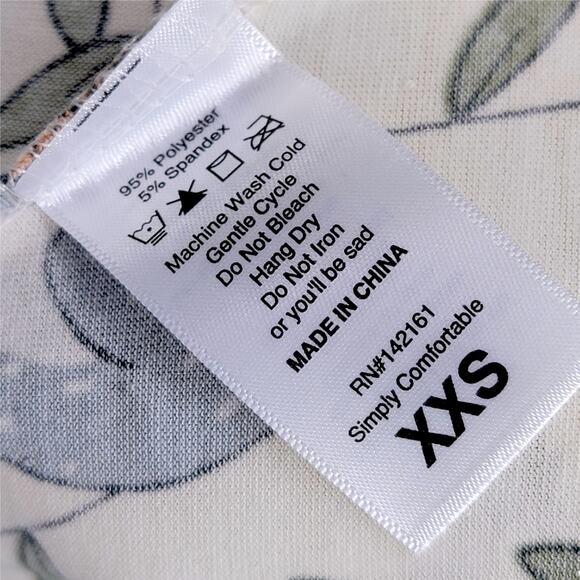 95% Polyester
5% Spandex
Machine Wash Cold
Gentle Cycle
Do Not Bleach
Hang Dry
Do Not Iron
or you'll be sad
MADE IN CHINA
RN#142161
Simply Comfortable
XXS